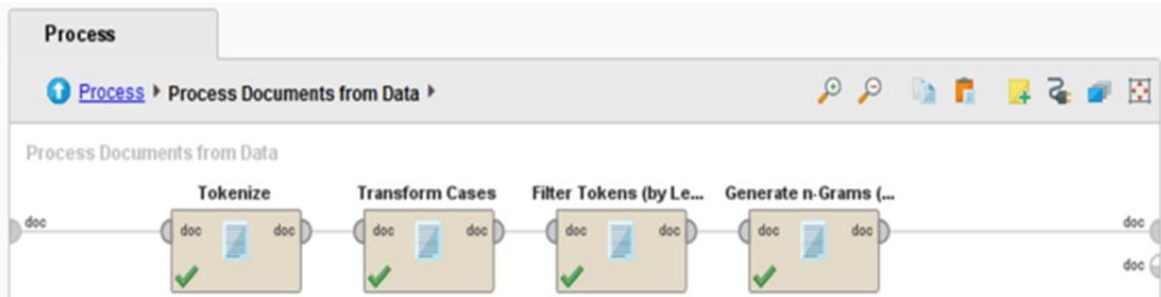 Process
Process Process Documents from Data
Process Documents from Data
Tokenize Transform Cases Filter Tokens (by Le... Generate n-Grams (...
doc doc doc doc doc doc doc doc doc doc
doc